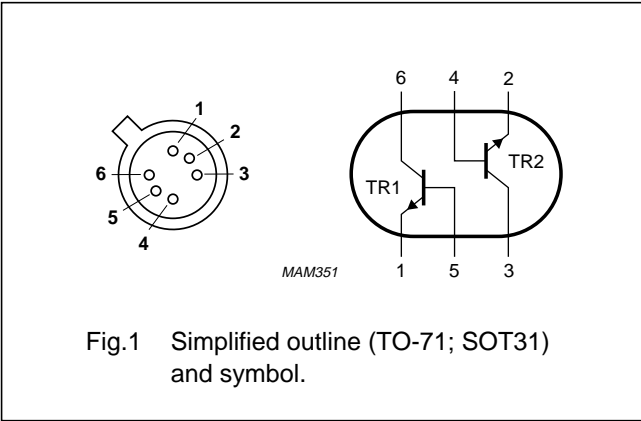 1
2
6
3
5
4
6 4 2
TR2
TR1
MAM351
1 5 3
Fig.1 Simplified outline (TO-71; SOT31)
and symbol.